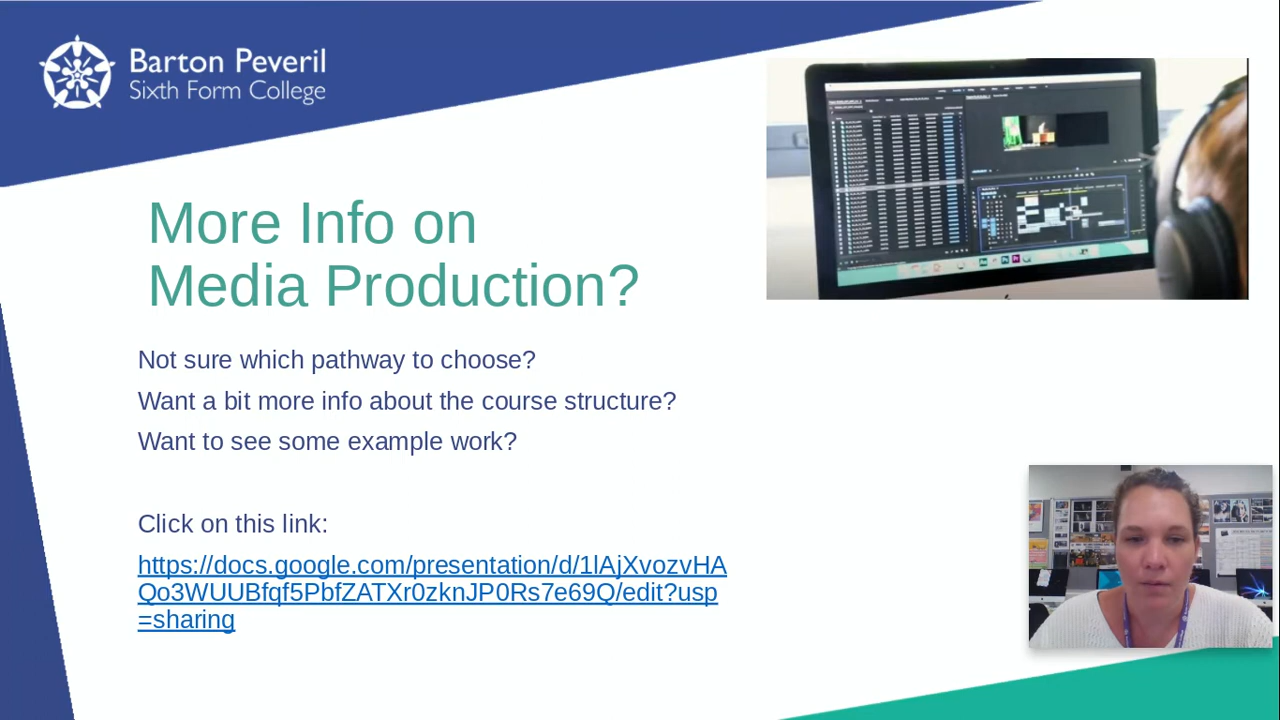 Barton Peveril
Sixth Form College
More Info on
Media Production?
Not sure which pathway to choose?
Want a bit more info about the course structure?
Want to see some example work?
Click on this link:
https://docs.google.com/presentation/d/1lAjXvozvHA
Qo3WUUBfqf5PbfZATXr0zknJP0Rs7e69Q/edit?usp
=sharing